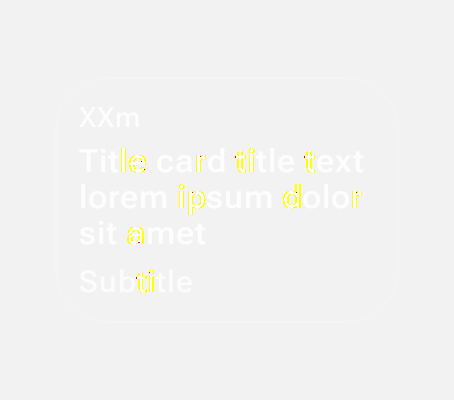 XXm
Title card title text
lorem ipsum dolor
sit amet
Subtitle